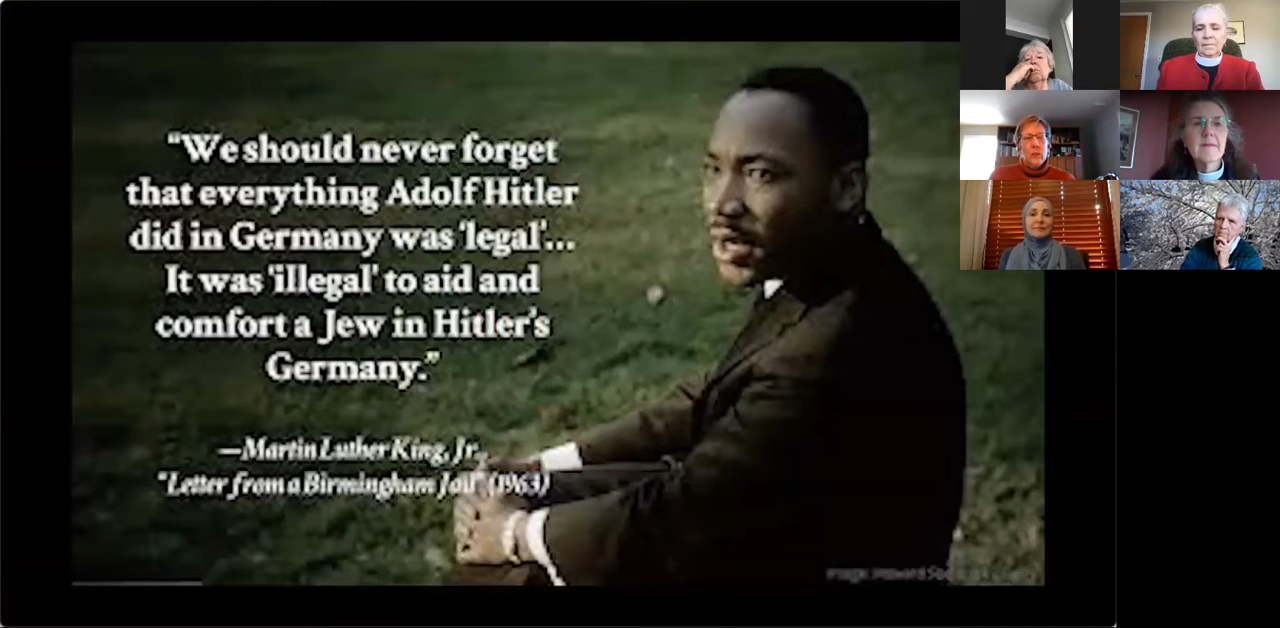 “We should never forget
that everything Adolf Hitler
did in Germany was ‘legal’...
It was ‘illegal’ to aid and
comfort a Jew in Hitler’s
Germany.”
—Martin Luther King, Jr.,
“Letter from a Birmingham Jail” (1963)
Image: